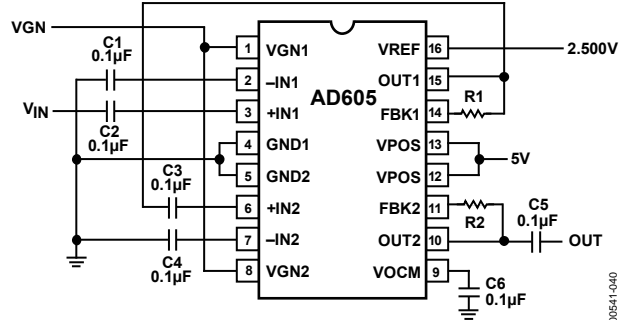 VGN
C1
0.1µF
VIN
C2
0.1µF
C3
0.1µF
C4
0.1µF
AD605
1 VGN1
2 –IN1
3 +IN1
4 GND1
5 GND2
6 +IN2
7 –IN2
8 VGN2
VREF 16
OUT1 15
FBK1 14
VPOS 13
VPOS 12
FBK2 11
OUT2 10
VOCM 9
2.500V
R1
5V
R2
C5
0.1µF
OUT
C6
0.1µF
00541-040